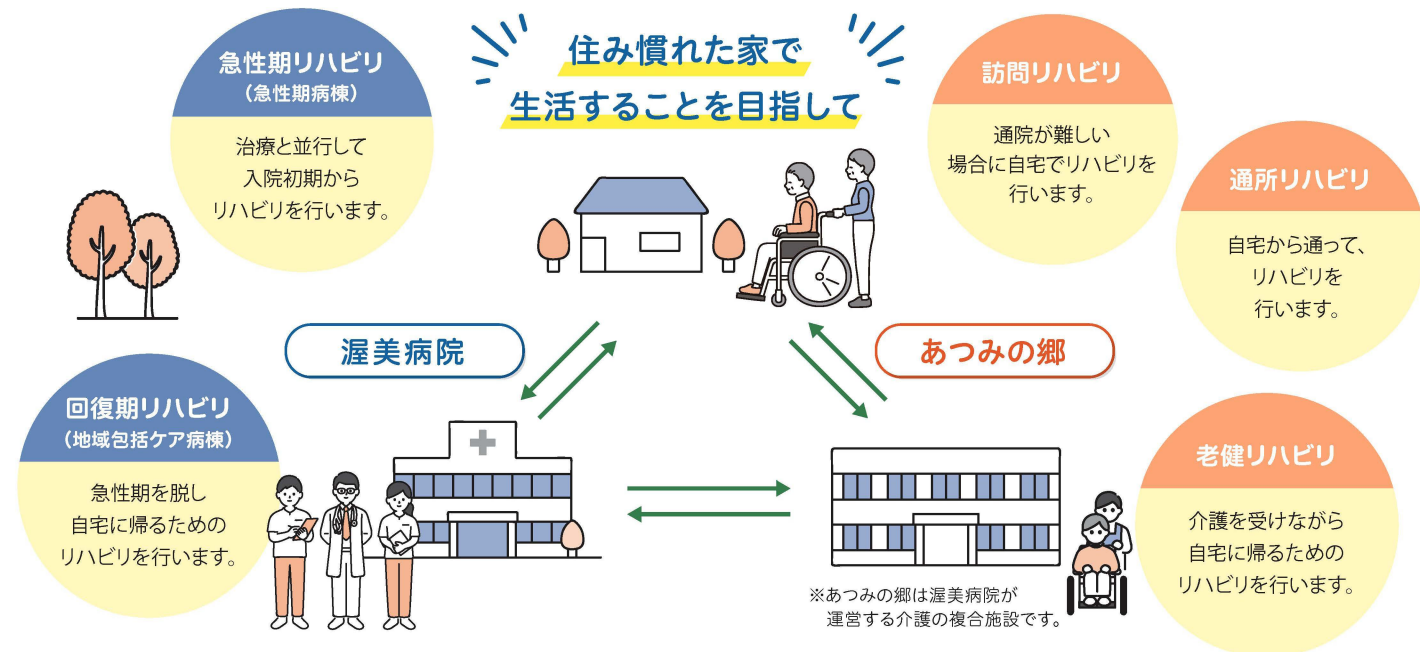 住み慣れた家で
生活することを目指して
急性期リハビリ
（急性期病棟）
治療と並行して
入院初期から
リハビリを行います。
訪問リハビリ
通院が難しい
場合に自宅でリハビリを
行います。
通所リハビリ
自宅から通って、
リハビリを
行います。
渥美病院
あつみの郷
回復期リハビリ
（地域包括ケア病棟）
急性期を脱し
自宅に帰るための
リハビリを行います。
老健リハビリ
介護を受けながら
自宅に帰るための
リハビリを行います。
※あつみの郷は渥美病院が
運営する介護の複合施設です。